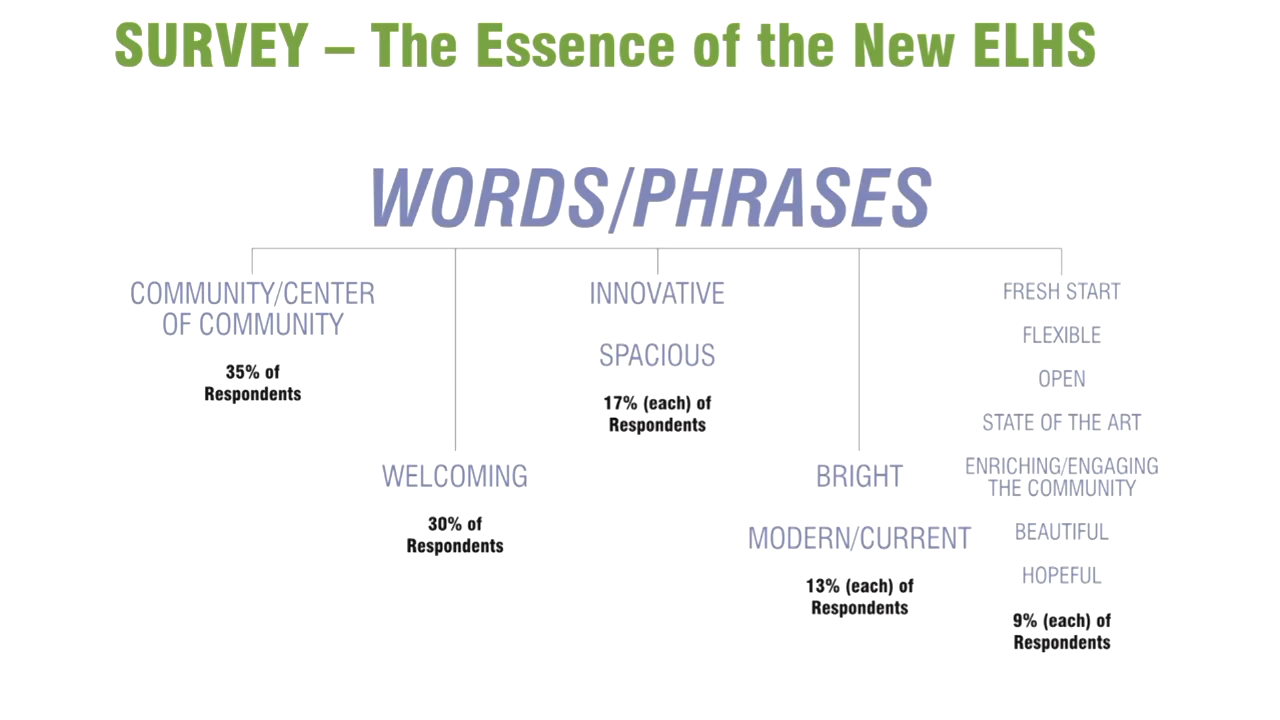 SURVEY – The Essence of the New ELHS
WORDS/PHRASES
COMMUNITY/CENTER
OF COMMUNITY
35% of
Respondents
WELCOMING
30% of
Respondents
INNOVATIVE
SPACIOUS
17% (each) of
Respondents
BRIGHT
MODERN/CURRENT
13% (each) of
Respondents
FRESH START
FLEXIBLE
OPEN
STATE OF THE ART
ENRICHING/ENGAGING
THE COMMUNITY
BEAUTIFUL
HOPEFUL
9% (each) of
Respondents